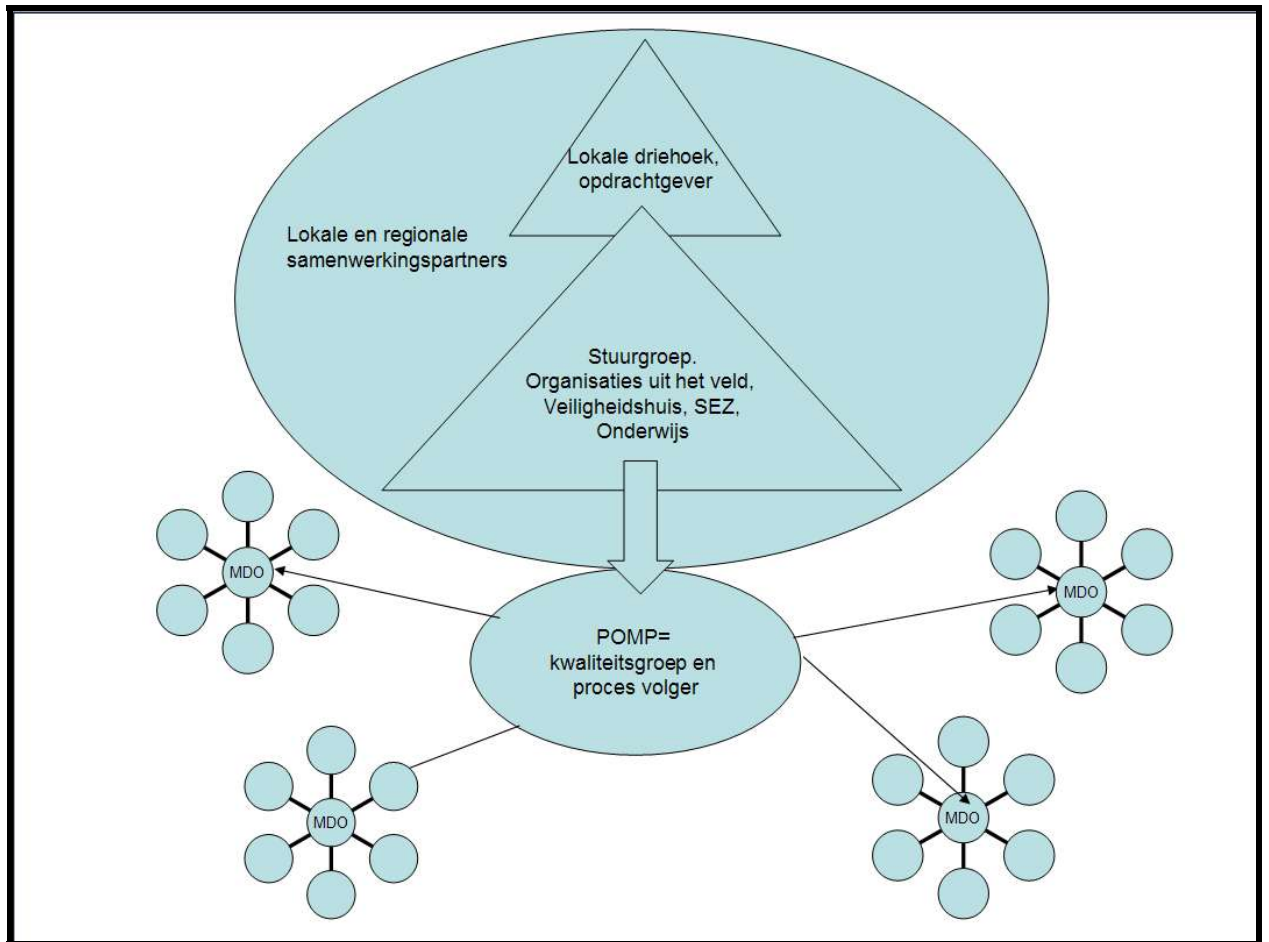 Lokale driehoek,
opdrachtgever
Lokale en regionale
samenwerkingspartners
Stuurgroep.
Organisaties uit het veld,
Veiligheidshuis, SEZ,
Onderwijs
MDO
MDO
POMP=
kwaliteitsgroep en
proces volger
MDO
MDO